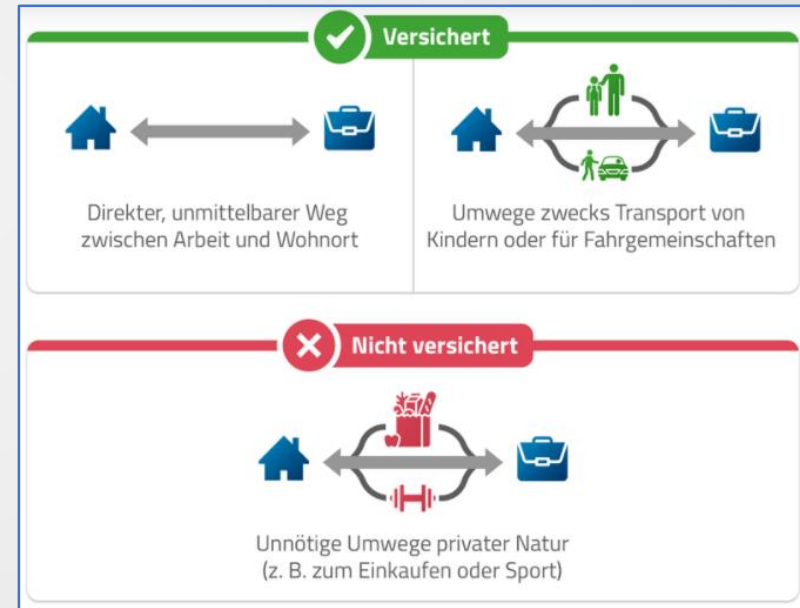 Versichert
Direkter, unmittelbarer Weg
zwischen Arbeit und Wohnort
Umwege zwecks Transport von
Kindern oder für Fahrgemeinschaften
Nicht versichert
Unnötige Umwege privater Natur
(z. B. zum Einkaufen oder Sport)